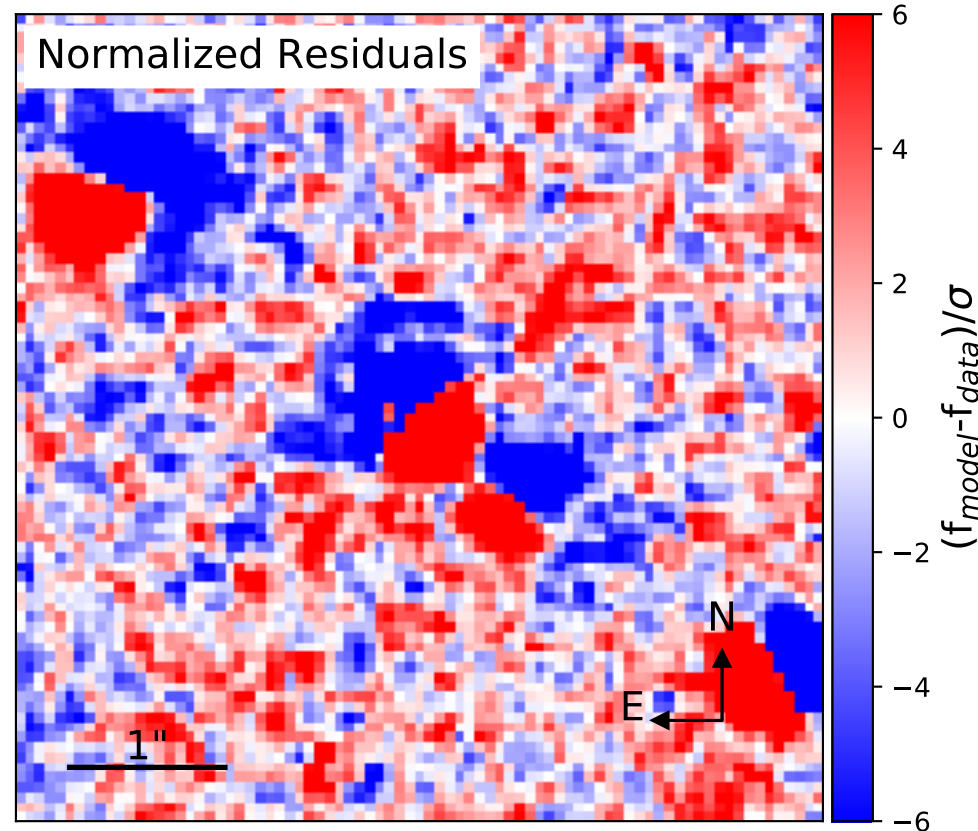 Normalized Residuals
6
4
2
0
−2
−4
−6
(f_model-f_data)/σ
N
E
1"